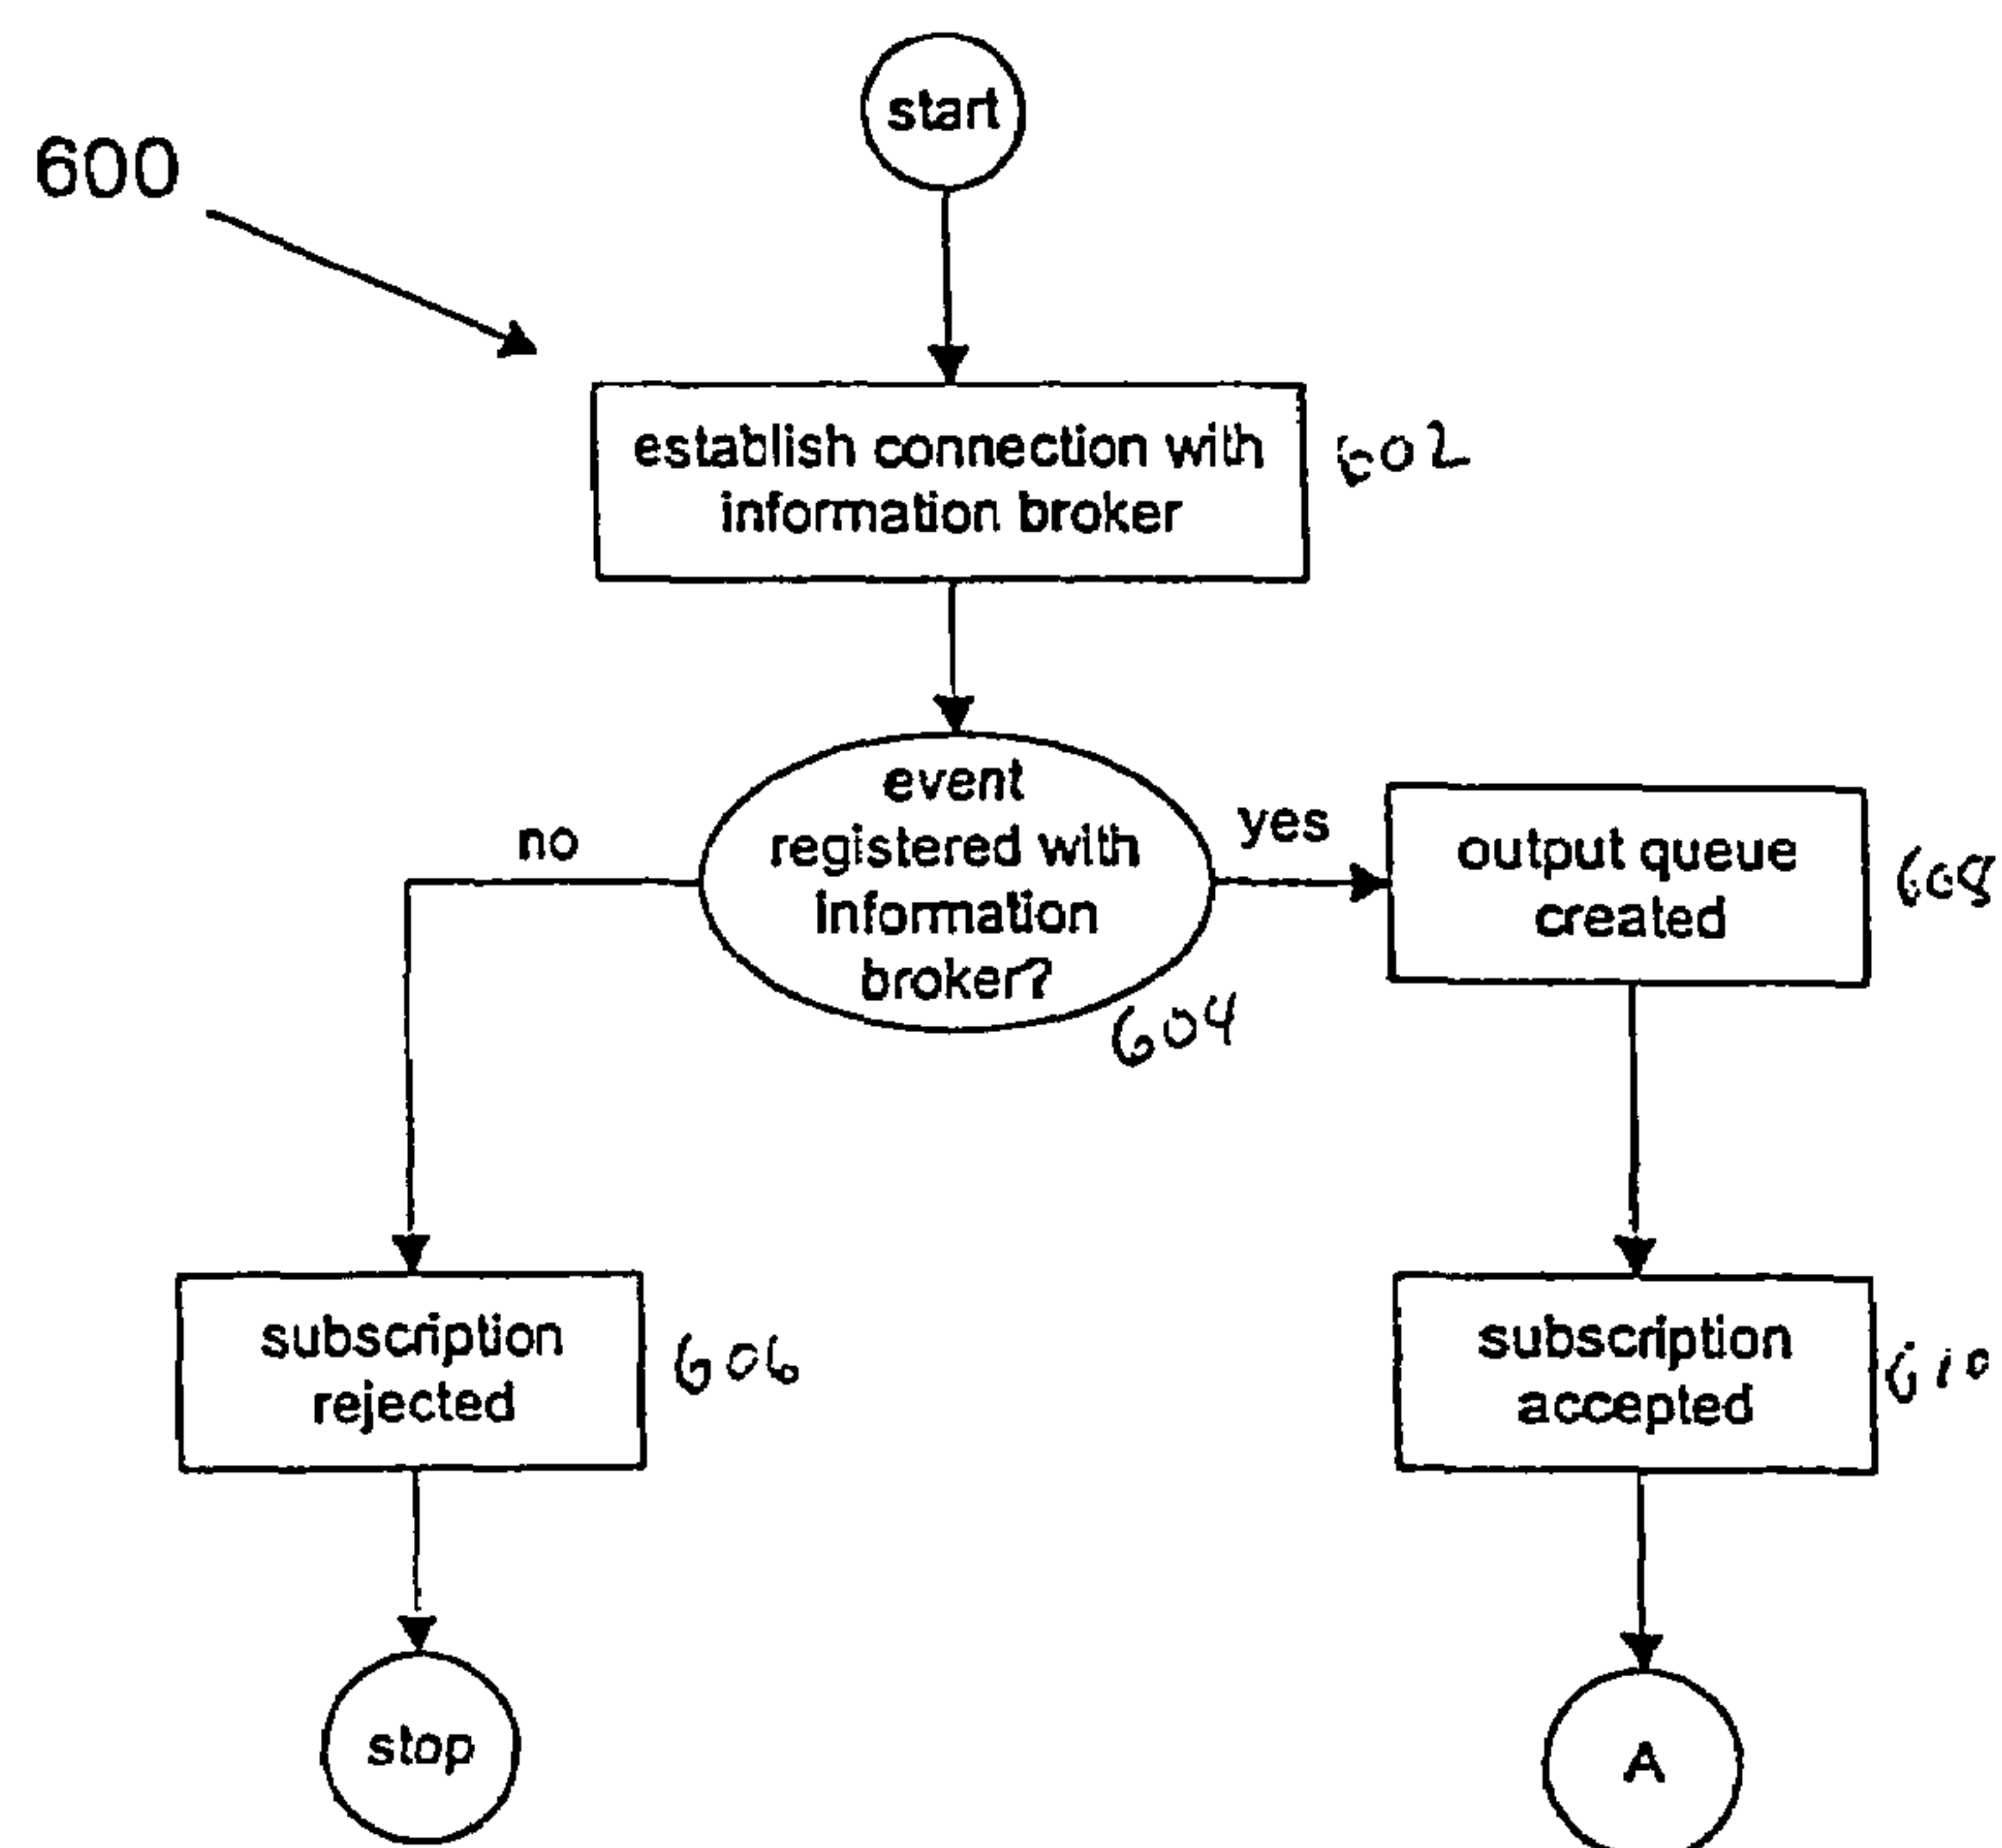 start
600
establish connection with
information broker
602
event
registered with
information
broker?
604
no
yes
output queue
created
608
subscription
rejected
606
subscription
accepted
610
stop
A